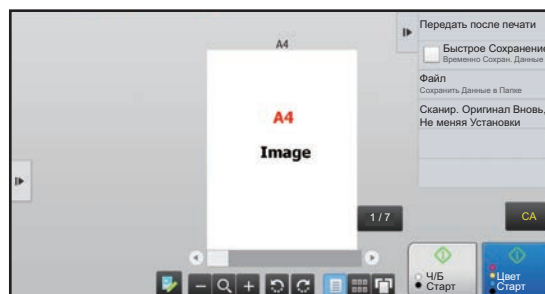 A4
A4
Image
1 / 7
Передать после печати
Быстрое Сохранение
Временно Сохран. Данные
Файл
Сохранить Данные в Папке
Сканир. Оригинал Вновь,
Не меняя Установки
CA
Ч/Б
Старт
Цвет
Старт